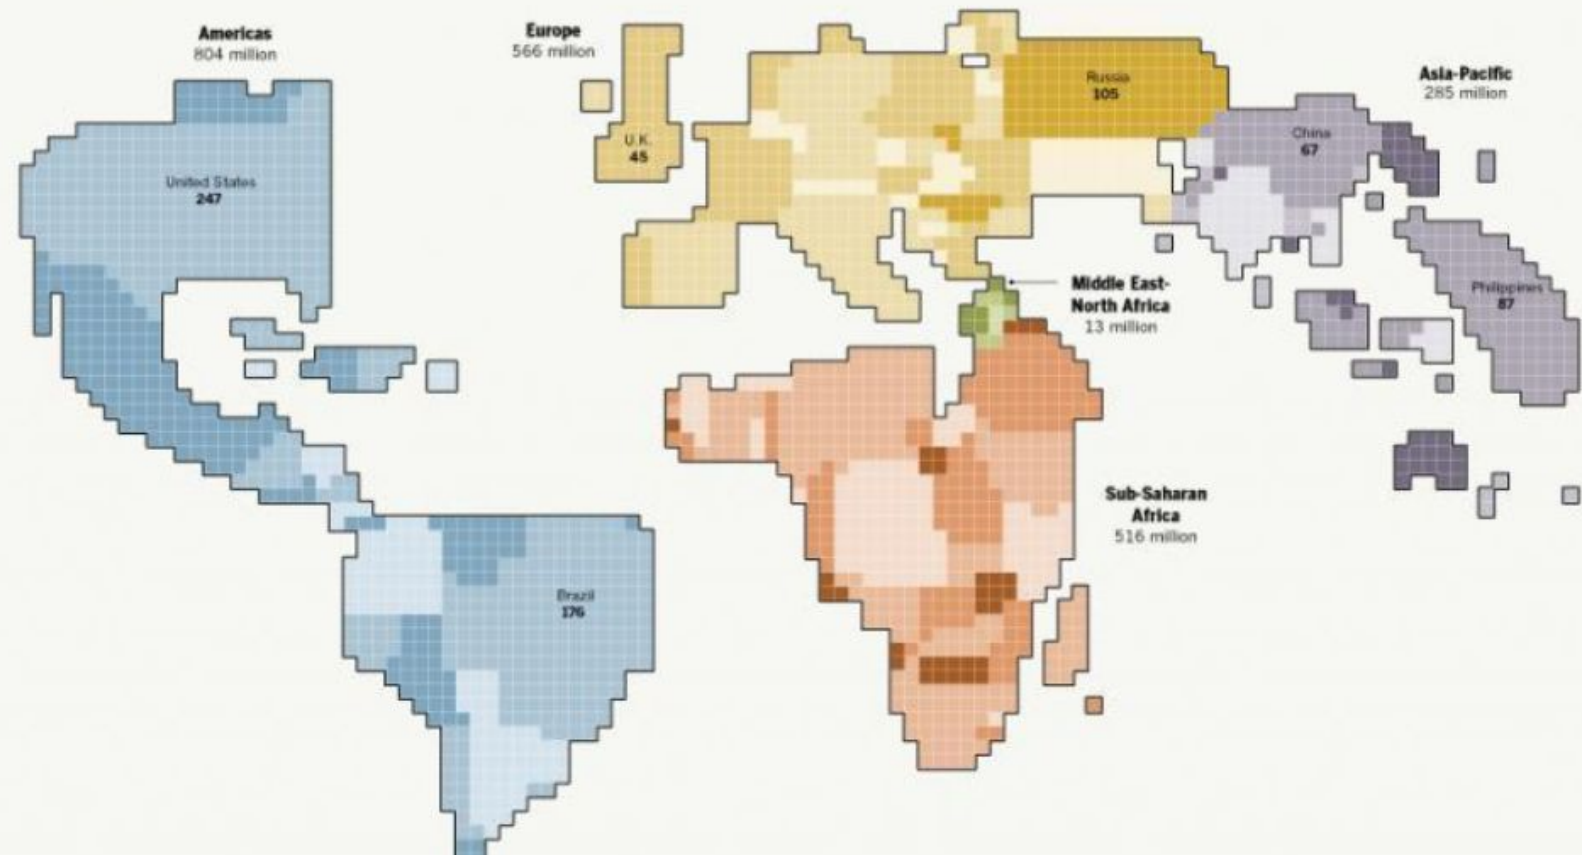 Americas
804 million
Europe
566 million
Asia-Pacific
285 million
Russia
105
China
67
U.K.
45
United States
247
Middle East-
North Africa
13 million
Philippines
87
Sub-Saharan
Africa
516 million
Brazil
176